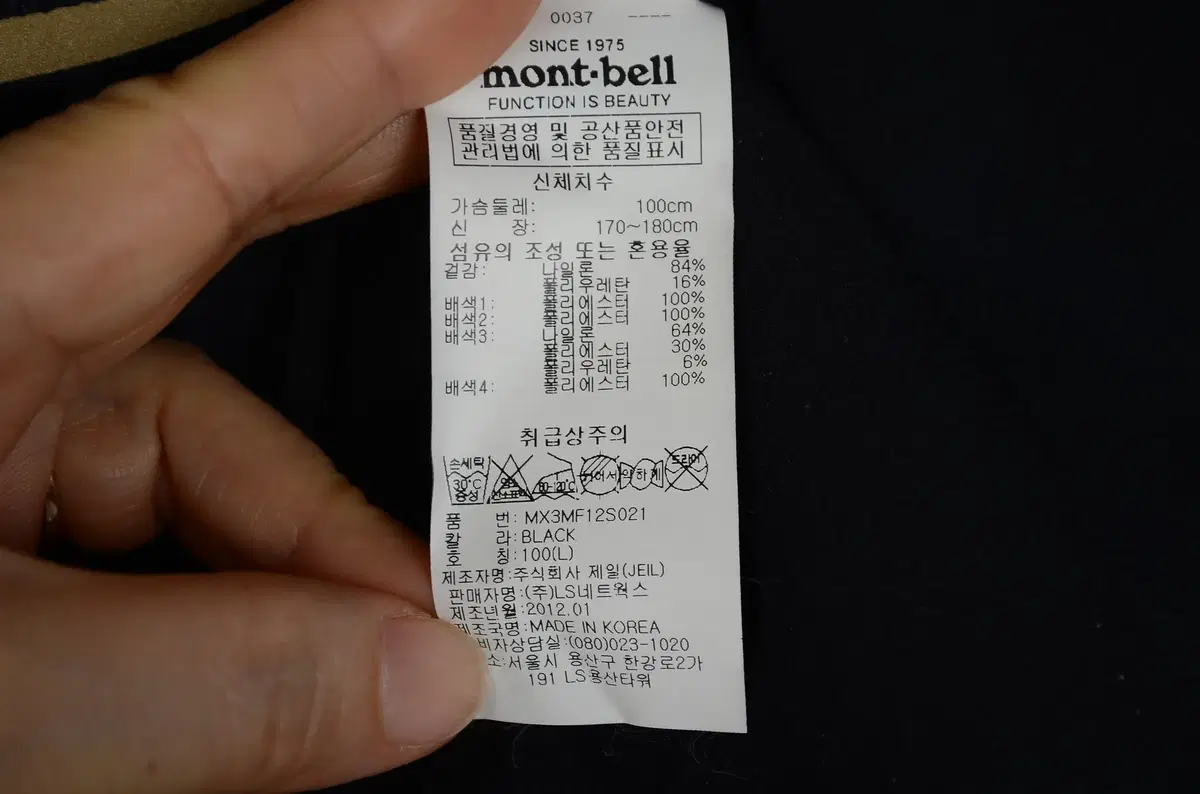 0037 ----
SINCE 1975
mont·bell
FUNCTION IS BEAUTY
품질경영 및 공산품안전
관리법에 의한 품질표시
신체치수
가슴둘레: 100cm
신 장: 170~180cm
섬유의 조성 또는 혼용율
겉감: 나일론 84%
폴리우레탄 16%
배색1: 폴리에스터 100%
배색2: 폴리에스터 100%
배색3: 나일론 64%
폴리에스터 30%
폴리우레탄 6%
배색4: 폴리에스터 100%
취급상주의
손세탁 드라이
30°C 80~120°C 약하게
중성
품 번: MX3MF12S021
칼 라: BLACK
호 칭: 100(L)
제조자명:주식회사 제일(JEIL)
판매자명:(주)LS네트웍스
제조년월:2012.01
제조국명:MADE IN KOREA
비자상담실:(080)023-1020
소:서울시 용산구 한강로2가
191 LS용산타워